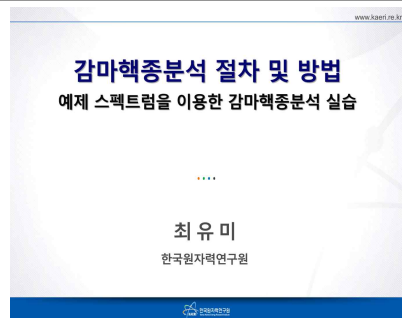 www.kaeri.re.kr
감마핵종분석 절차 및 방법
예제 스펙트럼을 이용한 감마핵종분석 실습
최 유 미
한국원자력연구원
한국원자력연구원